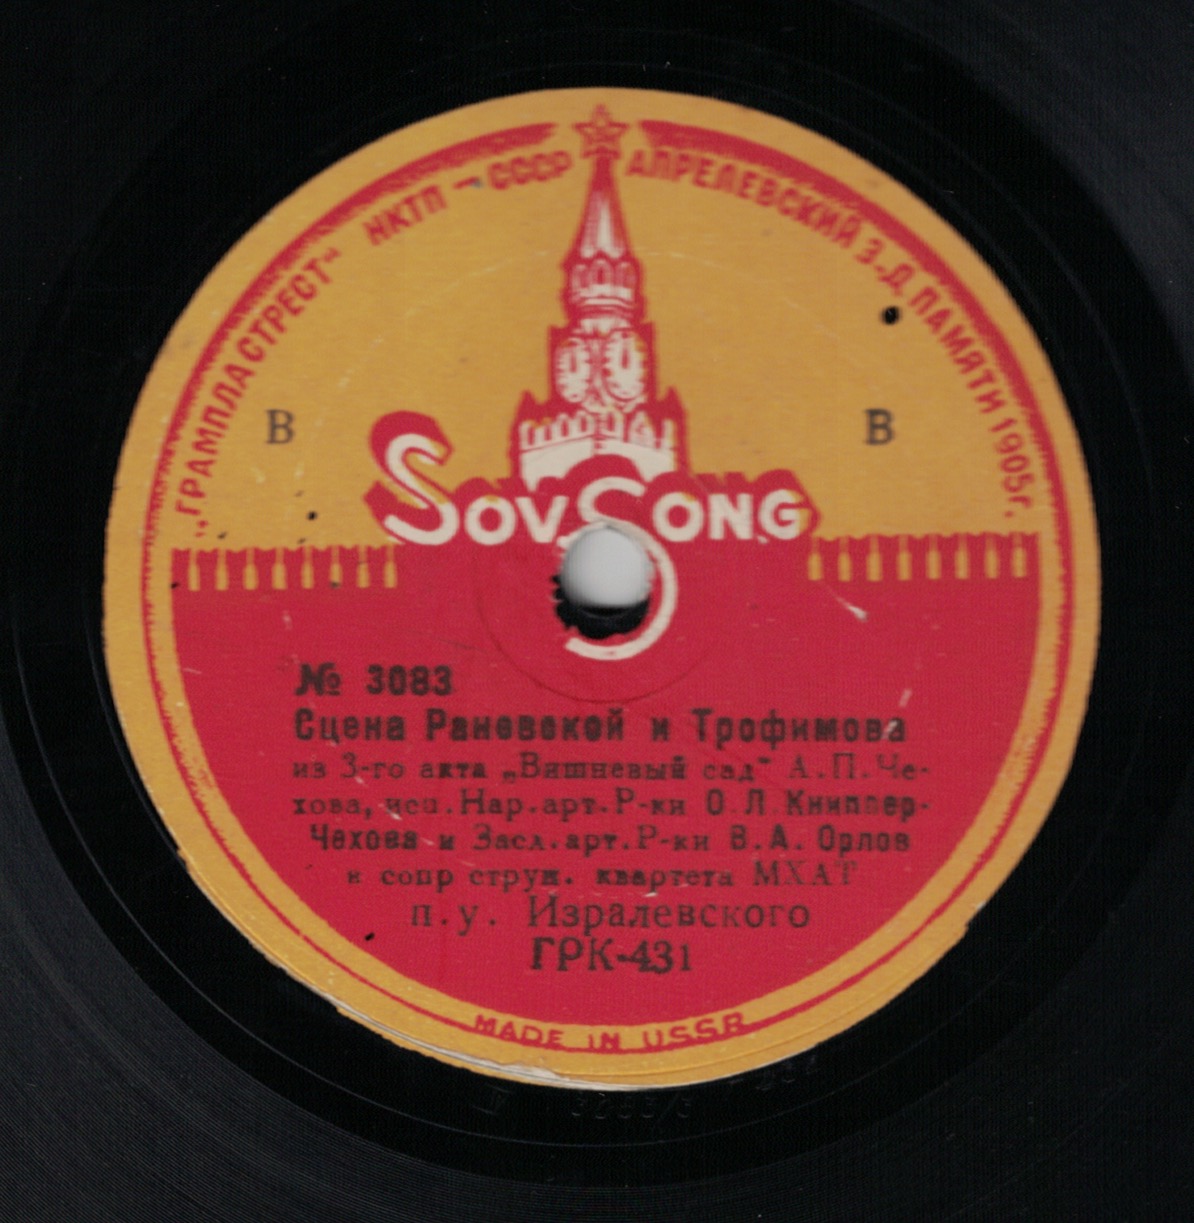 „ГРАМПЛАСТРЕСТ“ НКТП — СССР АПРЕЛЕВСКИЙ З-Д ПАМЯТИ 1905г.
В В
SovSong
№ 3083
Сцена Раневской и Трофимова
из 3-го акта „Вишневый сад“ А.П.Че-
хова, исп.Нар.арт.Р-ки О.Л.Книппер-
Чехова и Засл.арт.Р-ки В.А.Орлов
в сопр струн. квартета МХАТ
п.у. Изралевского
ГРК-431
MADE IN USSR
3083/3